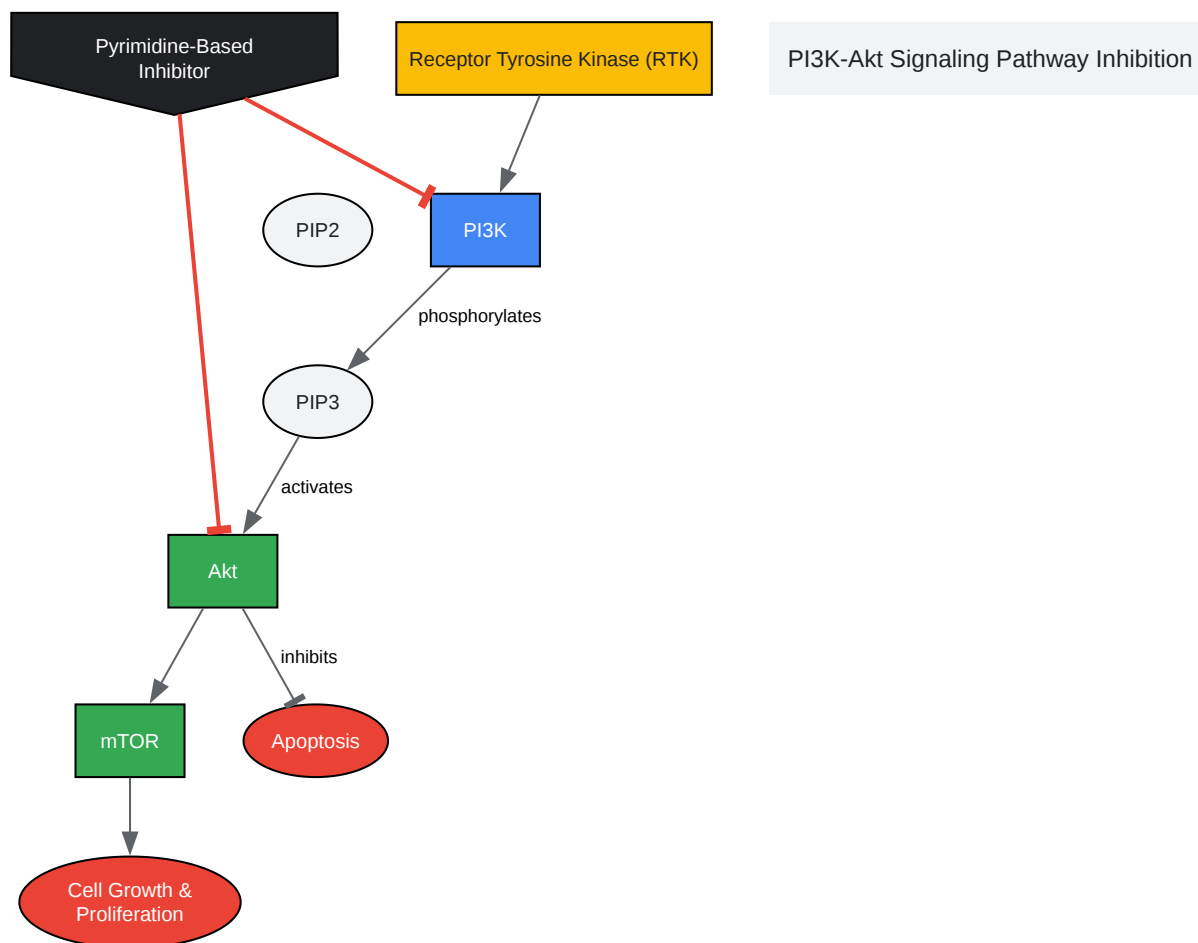 Pyrimidine-Based
Inhibitor
Receptor Tyrosine Kinase (RTK)
PI3K-Akt Signaling Pathway Inhibition
PIP2
PI3K
phosphorylates
PIP3
activates
Akt
inhibits
mTOR
Apoptosis
Cell Growth &
Proliferation